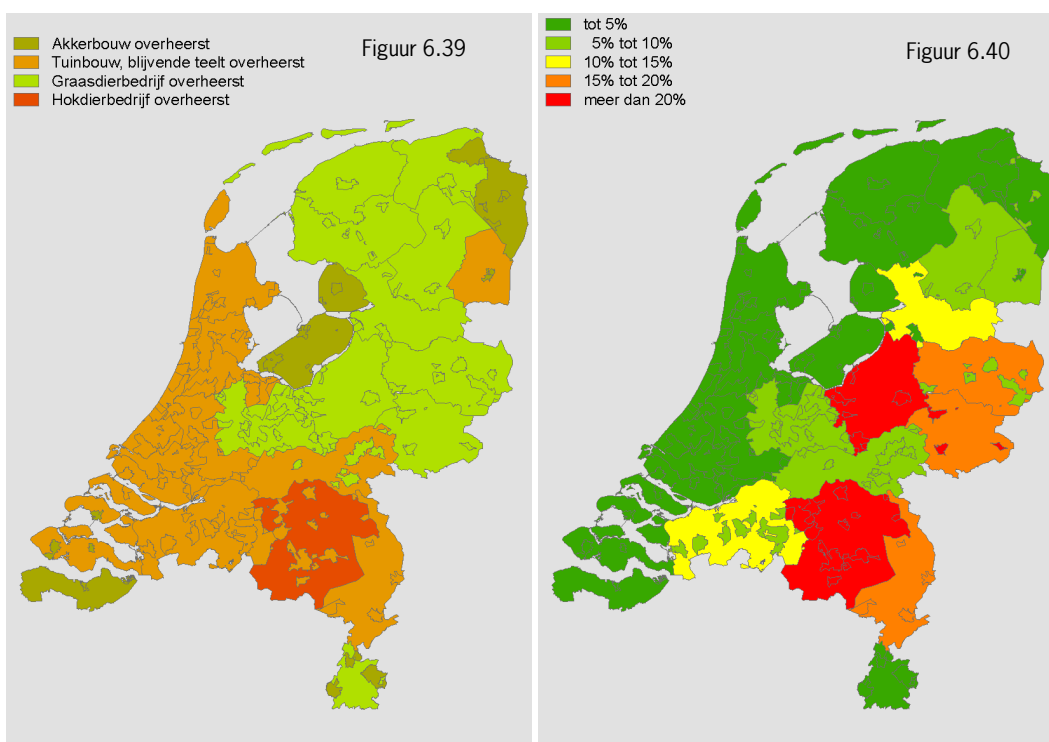 Akkerbouw overheerst
Tuinbouw, blijvende teelt overheerst
Graasdierbedrijf overheerst
Hokdierbedrijf overheerst
Figuur 6.39
tot 5%
5% tot 10%
10% tot 15%
15% tot 20%
meer dan 20%
Figuur 6.40